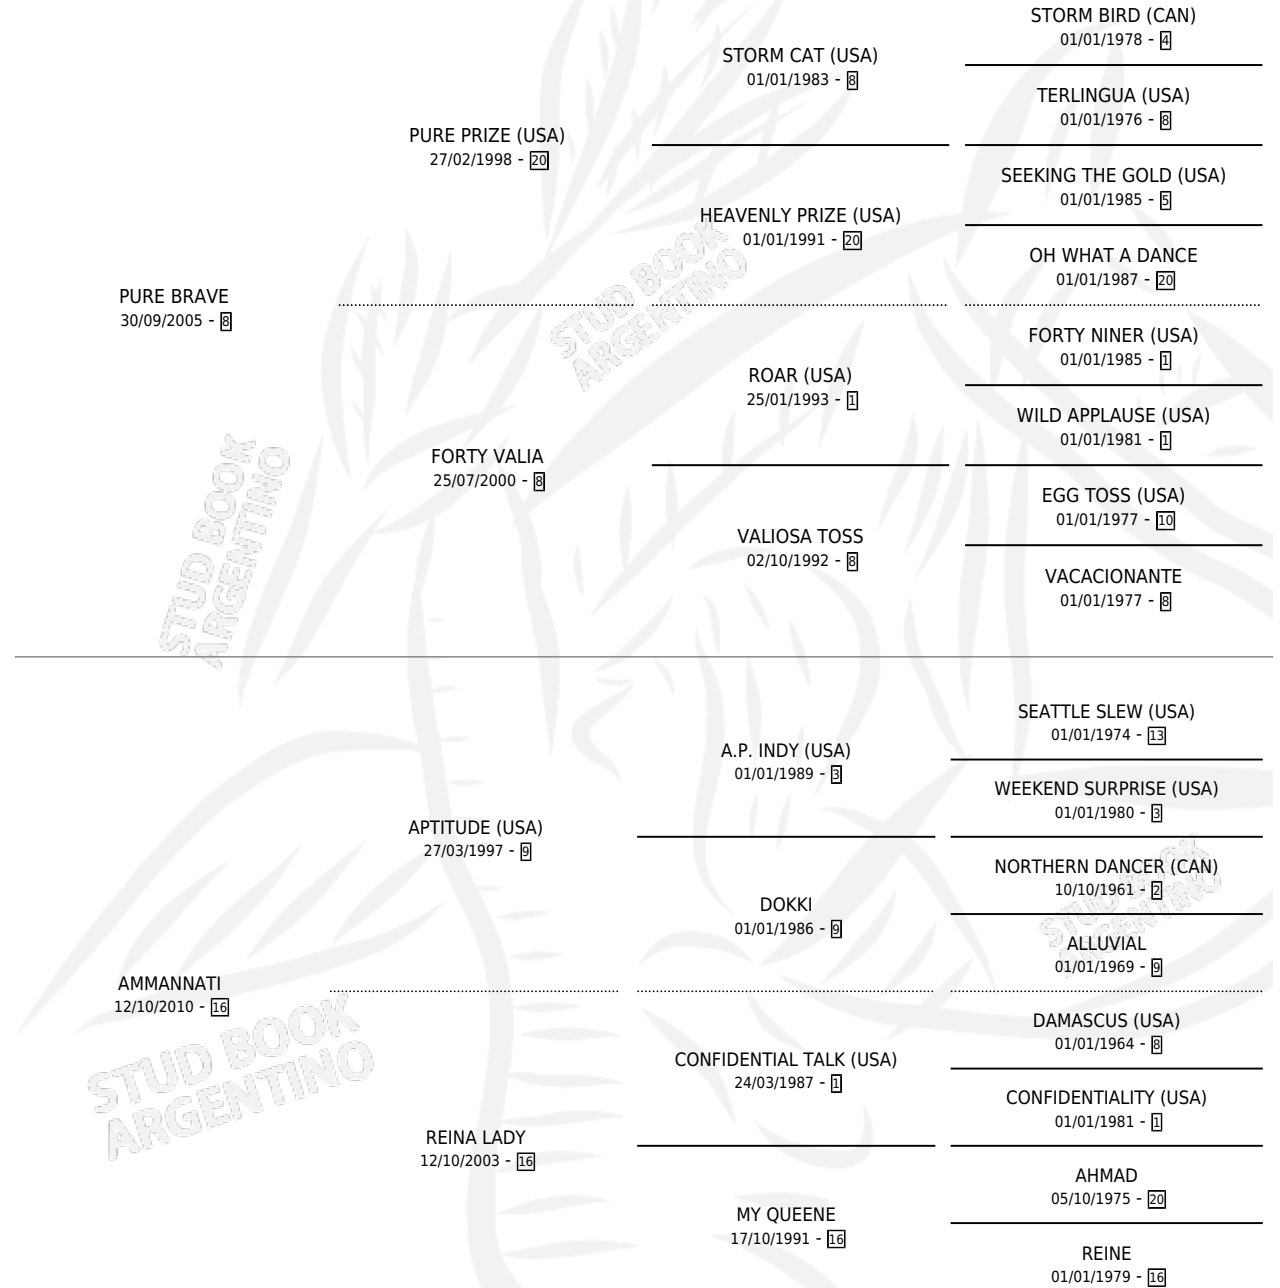 STORM BIRD (CAN)
01/01/1978 - 4
STORM CAT (USA)
01/01/1983 - 8
TERLINGUA (USA)
01/01/1976 - 8
PURE PRIZE (USA)
27/02/1998 - 20
SEEKING THE GOLD (USA)
01/01/1985 - 5
HEAVENLY PRIZE (USA)
01/01/1991 - 20
OH WHAT A DANCE
01/01/1987 - 20
PURE BRAVE
30/09/2005 - 8
FORTY NINER (USA)
01/01/1985 - 1
ROAR (USA)
25/01/1993 - 1
WILD APPLAUSE (USA)
01/01/1981 - 1
FORTY VALIA
25/07/2000 - 8
EGG TOSS (USA)
01/01/1977 - 10
VALIOSA TOSS
02/10/1992 - 8
VACACIONANTE
01/01/1977 - 8
STUD BOOK
ARGENTINO
STUD BOOK
ARGENTINO
SEATTLE SLEW (USA)
01/01/1974 - 13
A.P. INDY (USA)
01/01/1989 - 3
WEEKEND SURPRISE (USA)
01/01/1980 - 3
APTITUDE (USA)
27/03/1997 - 9
NORTHERN DANCER (CAN)
10/10/1961 - 2
DOKKI
01/01/1986 - 9
ALLUVIAL
01/01/1969 - 9
AMMANNATI
12/10/2010 - 16
DAMASCUS (USA)
01/01/1964 - 8
CONFIDENTIAL TALK (USA)
24/03/1987 - 1
CONFIDENTIALITY (USA)
01/01/1981 - 1
REINA LADY
12/10/2003 - 16
AHMAD
05/10/1975 - 20
MY QUEENE
17/10/1991 - 16
REINE
01/01/1979 - 16
STUD BOOK
ARGENTINO
STUD BOOK
ARGENTINO